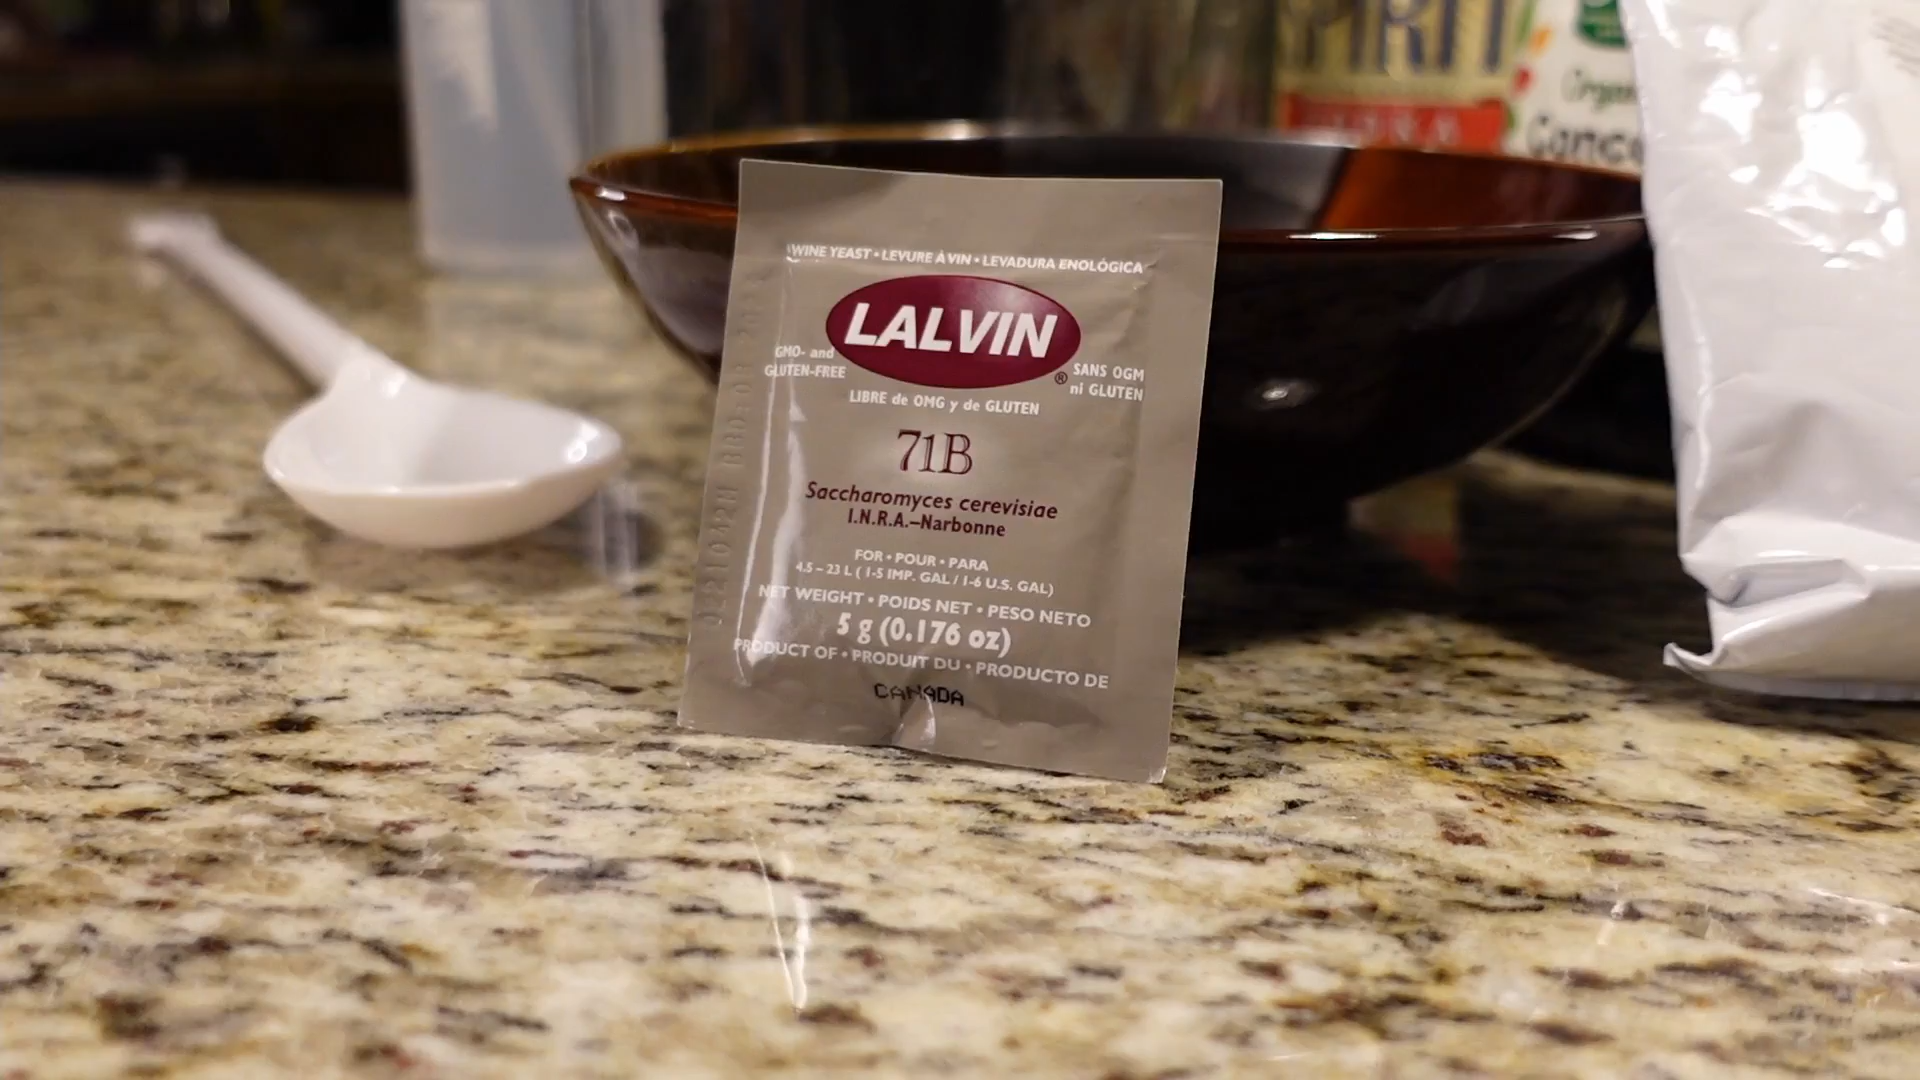 WINE YEAST • LEVURE À VIN • LEVADURA ENOLÓGICA
LALVIN®
GMO- and
GLUTEN-FREE
SANS OGM
ni GLUTEN
LIBRE de OMG y de GLUTEN
71B
Saccharomyces cerevisiae
I.N.R.A.–Narbonne
FOR • POUR • PARA
4.5 – 23 L ( 1-5 IMP. GAL / 1-6 U.S. GAL)
NET WEIGHT • POIDS NET • PESO NETO
5 g (0.176 oz)
PRODUCT OF • PRODUIT DU • PRODUCTO DE
CANADA